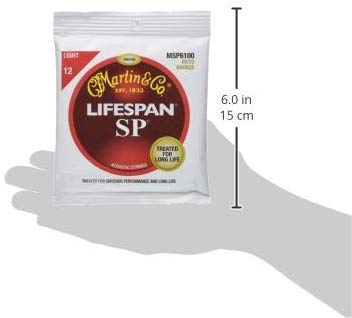 LIGHT
12
MSP6100
80/20
BRONZE
C.F. Martin & Co.
EST. 1833
LIFESPAN®
SP®
TREATED
FOR
LONG LIFE
ACOUSTIC STRINGS
TREATED FOR SUPERIOR PERFORMANCE AND LONG LIFE
6.0 in
15 cm